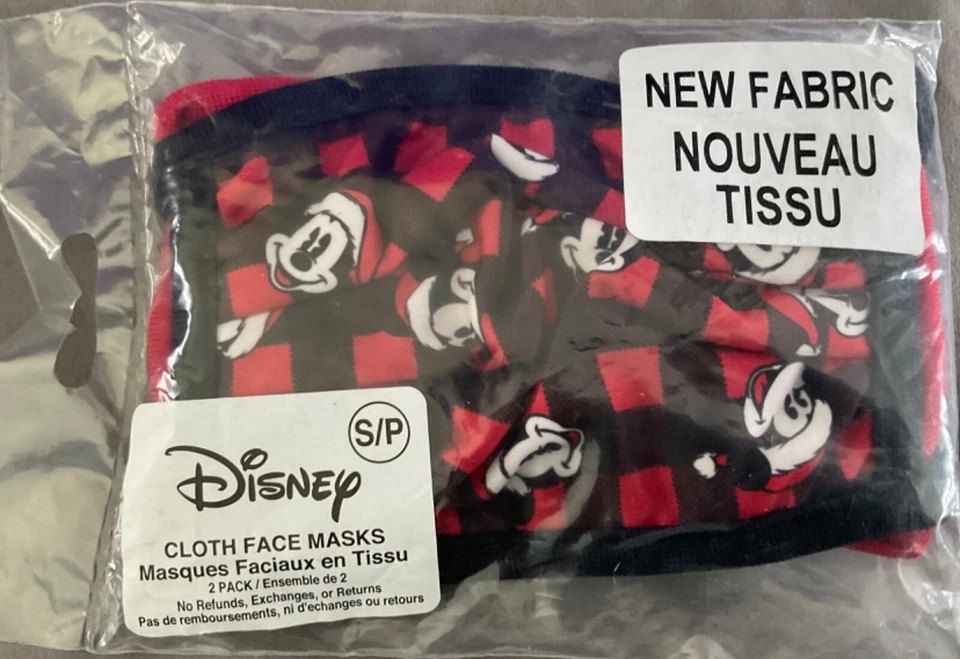 NEW FABRIC
NOUVEAU
TISSU
S/P
Disney
CLOTH FACE MASKS
Masques Faciaux en Tissu
2 PACK / Ensemble de 2
No Refunds, Exchanges, or Returns
Pas de remboursements, ni d'echanges ou retours